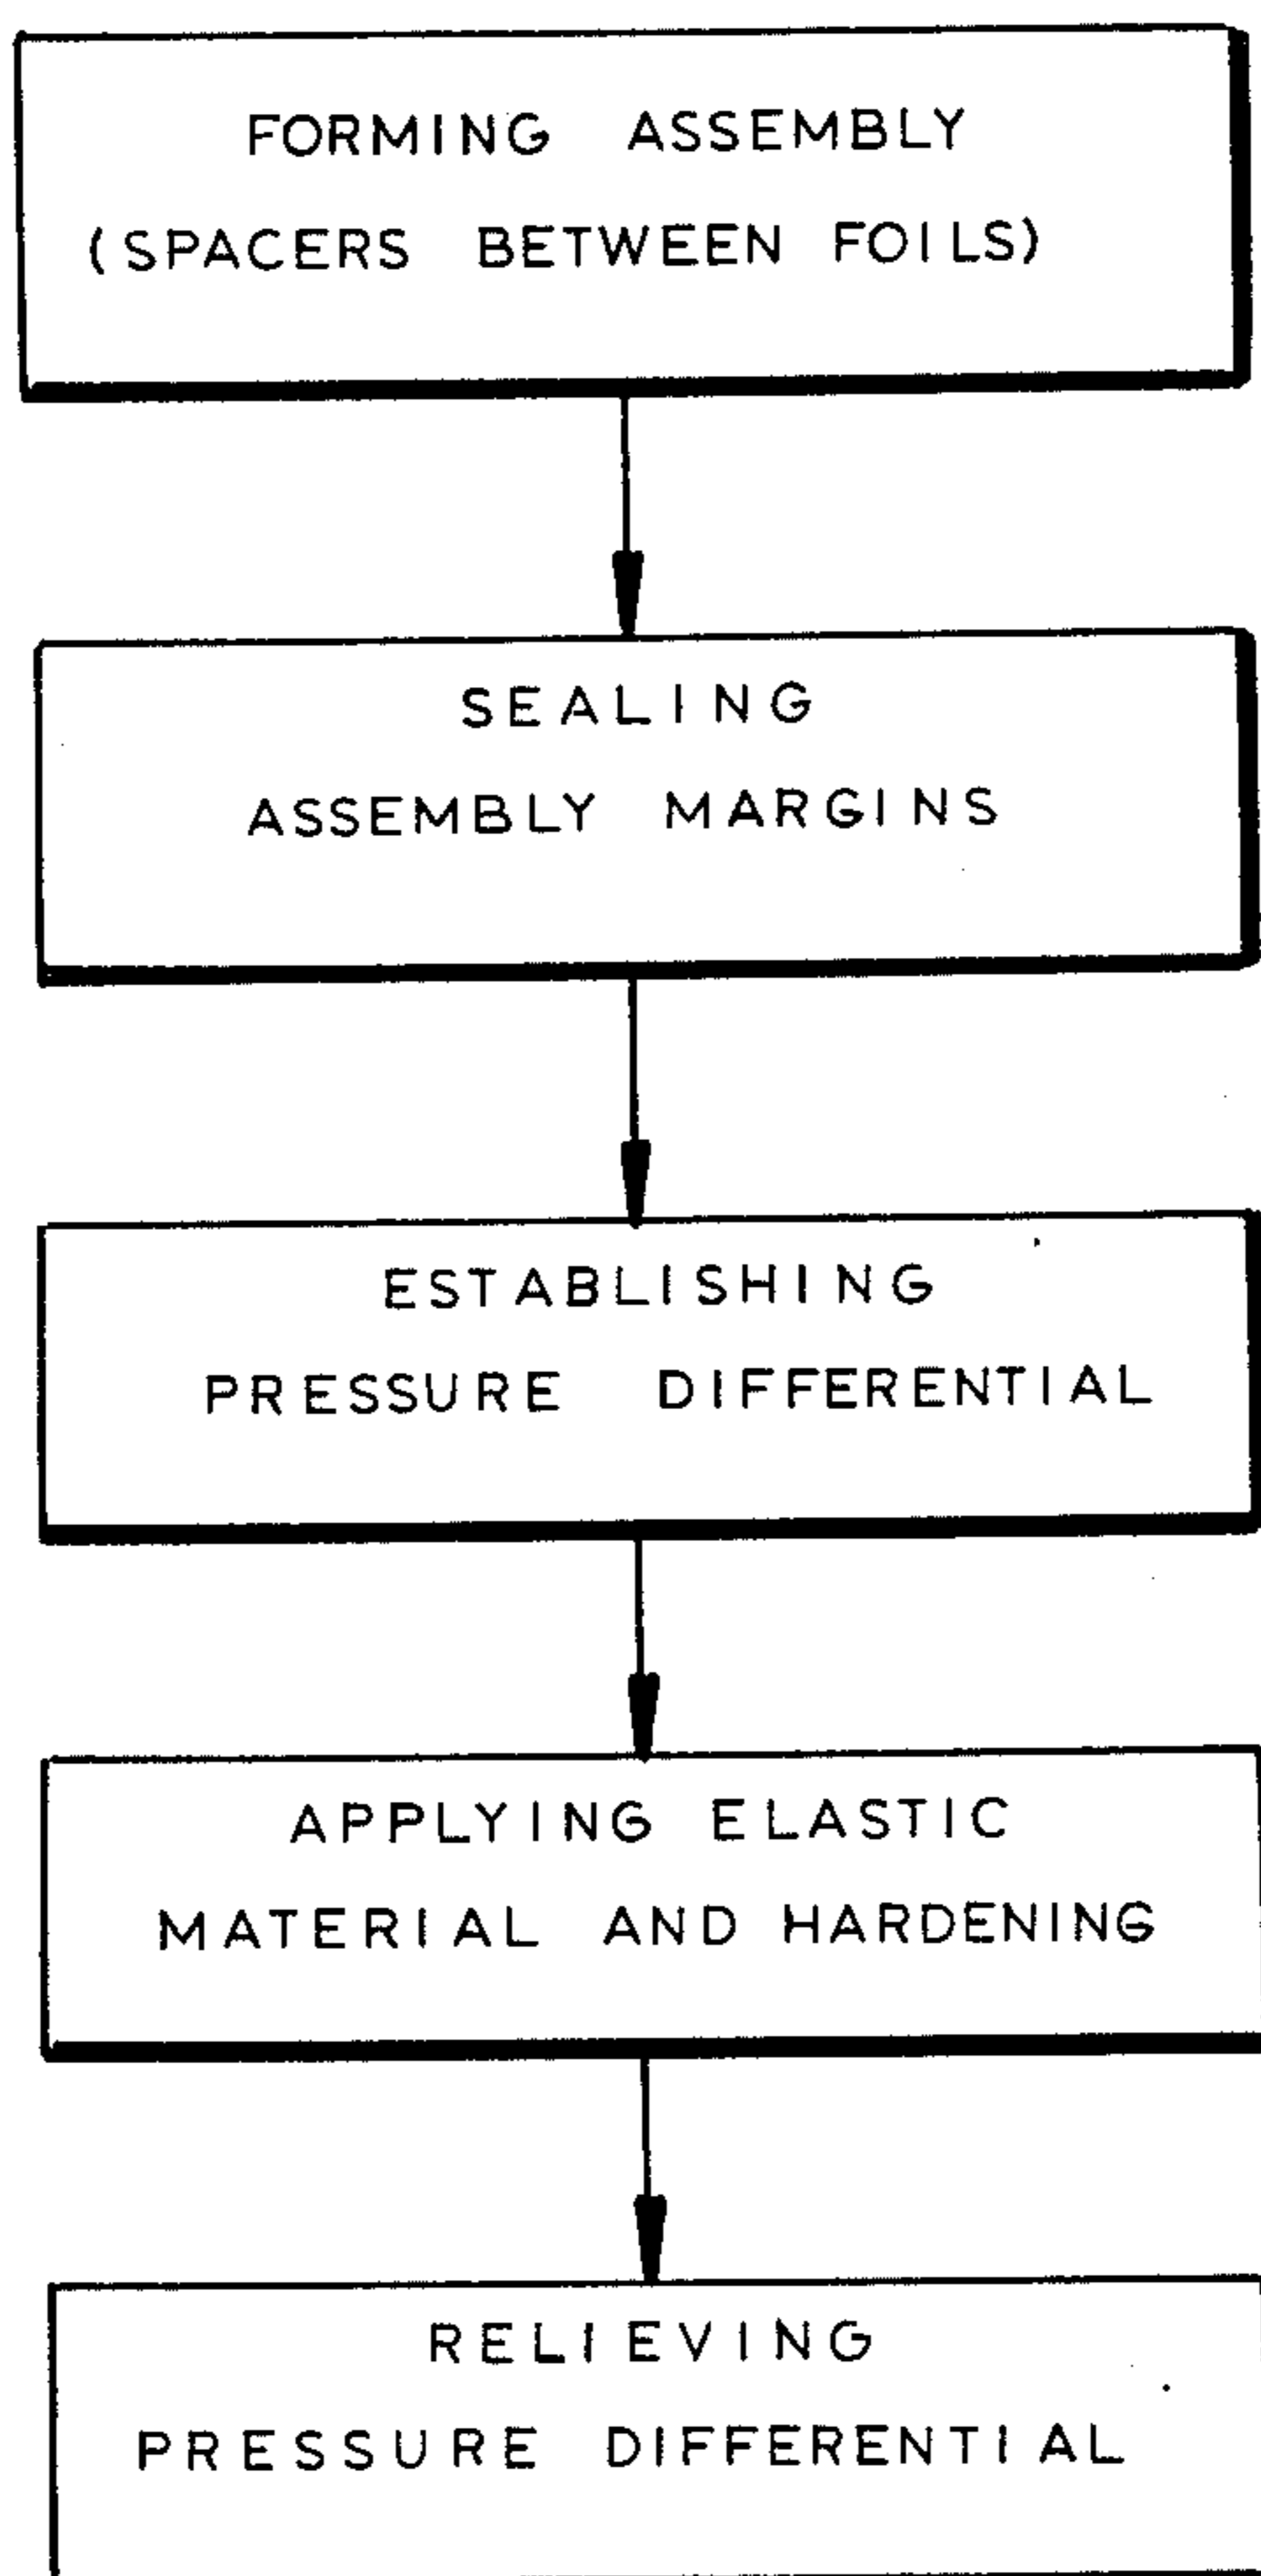 FORMING ASSEMBLY
(SPACERS BETWEEN FOILS)
SEALING
ASSEMBLY MARGINS
ESTABLISHING
PRESSURE DIFFERENTIAL
APPLYING ELASTIC
MATERIAL AND HARDENING
RELIEVING
PRESSURE DIFFERENTIAL